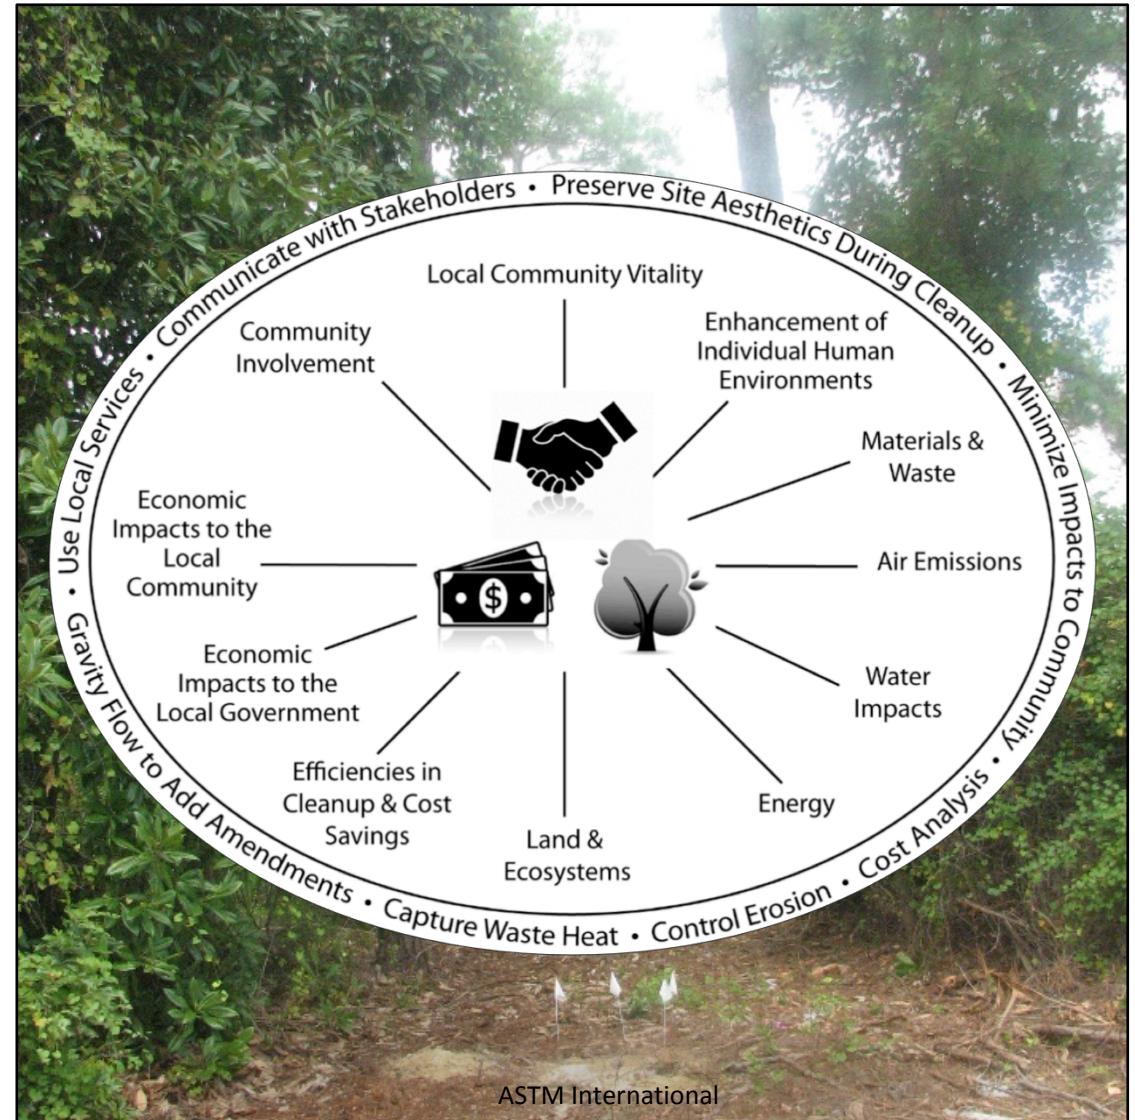 • Use Local Services • Communicate with Stakeholders • Preserve Site Aesthetics During Cleanup • Minimize Impacts to Community • Cost Analysis • Control Erosion • Capture Waste Heat • Gravity Flow to Add Amendments
Local Community Vitality
Community
Involvement
Enhancement of
Individual Human
Environments
Materials &
Waste
Economic
Impacts to the
Local
Community
$
Air Emissions
Economic
Impacts to the
Local Government
Water
Impacts
Efficiencies in
Cleanup & Cost
Savings
Energy
Land &
Ecosystems
ASTM International